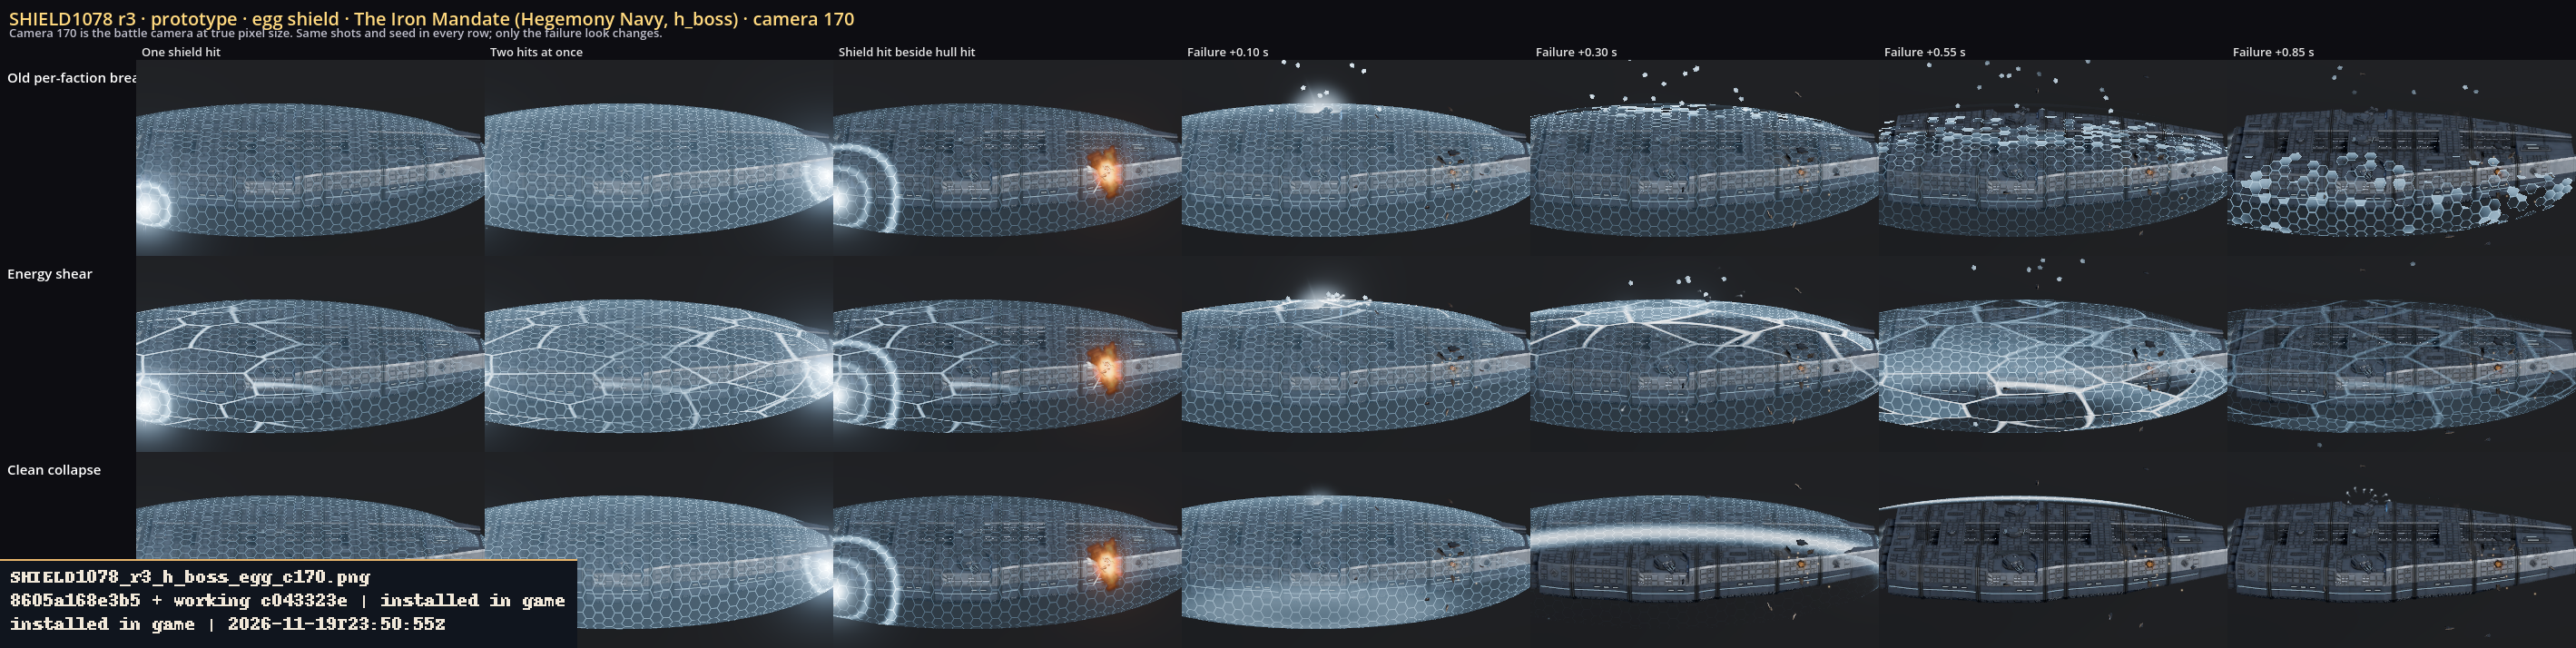 SHIELD1078 r3 · prototype · egg shield · The Iron Mandate (Hegemony Navy, h_boss) · camera 170
Camera 170 is the battle camera at true pixel size. Same shots and seed in every row; only the failure look changes.
One shield hit
Two hits at once
Shield hit beside hull hit
Failure +0.10 s
Failure +0.30 s
Failure +0.55 s
Failure +0.85 s
Old per-faction brea
Energy shear
Clean collapse
SHIELD1078_r3_h_boss_egg_c170.png
8605a168e3b5 + working c043323e | installed in game
installed in game | 2026-11-19T23:50:55Z